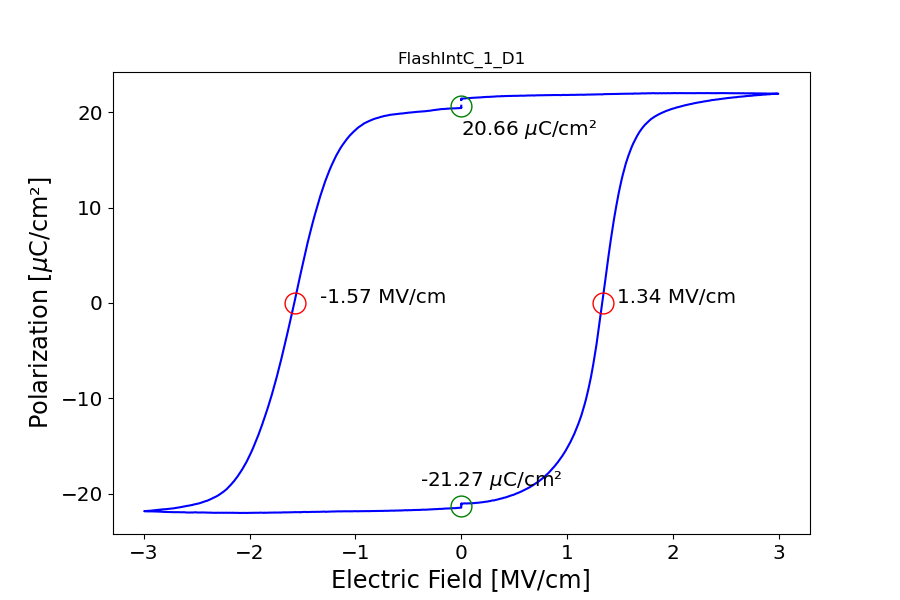 FlashIntC_1_D1
Polarization [μC/cm²]
20
10
0
−10
−20
20.66 μC/cm²
-1.57 MV/cm
1.34 MV/cm
-21.27 μC/cm²
−3
−2
−1
0
1
2
3
Electric Field [MV/cm]